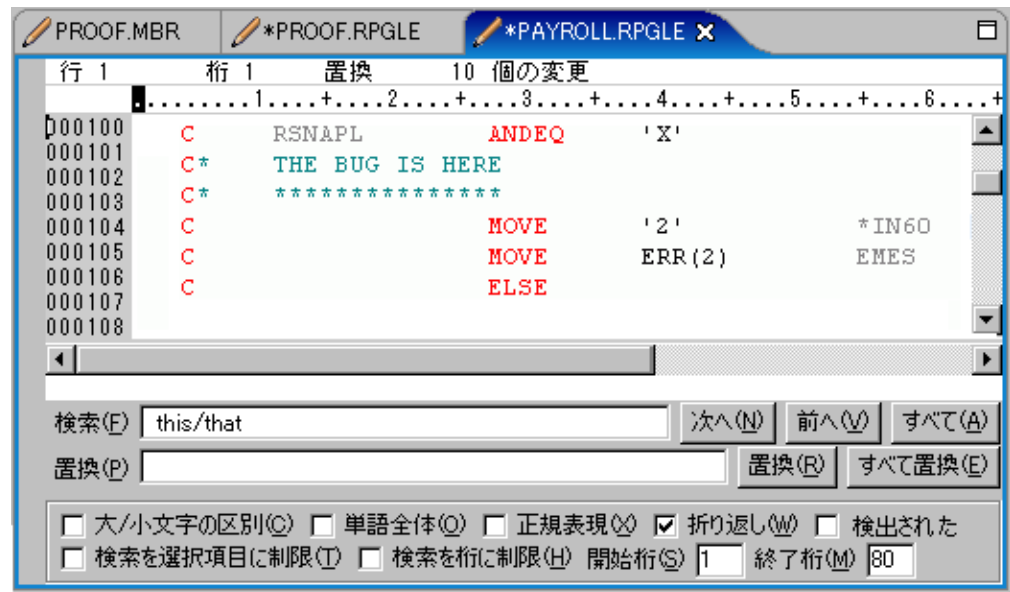 PROOF.MBR *PROOF.RPGLE *PAYROLL.RPGLE
行 1 桁 1 置換 10 個の変更
.........1....+....2....+....3....+....4....+....5....+....6....+
000100 C RSNAPL ANDEQ 'X'
000101 C* THE BUG IS HERE
000102 C* ***************
000103
000104 C MOVE '2' *IN60
000105 C MOVE ERR(2) EMES
000106 C ELSE
000107
000108
検索(F) this/that 次へ(N) 前へ(V) すべて(A)
置換(P) 置換(R) すべて置換(E)
大/小文字の区別(C) 単語全体(O) 正規表現(X) 折り返し(W) 検出された
検索を選択項目に制限(T) 検索を桁に制限(H) 開始桁(S) 1 終了桁(M) 80